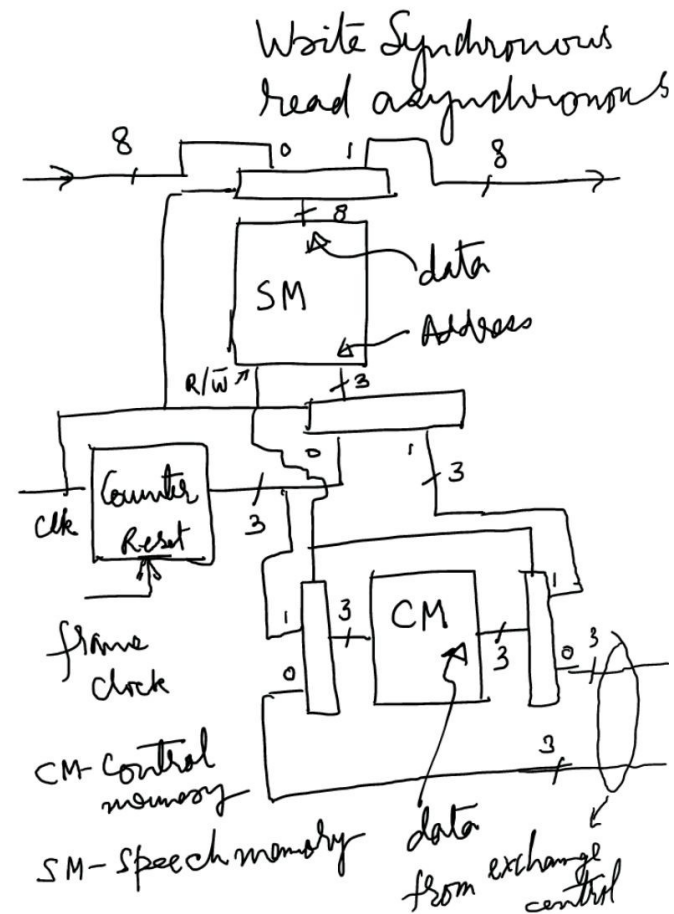 Write Synchronous
read asynchronous
8
0
1
8
8
data
SM
Address
R/W̅
3
0
1
3
Counter
Reset
Clk
3
frame
clock
1
3
CM
3
1
0
3
0
3
CM- Control
memory
SM- Speech memory
data
from exchange
control